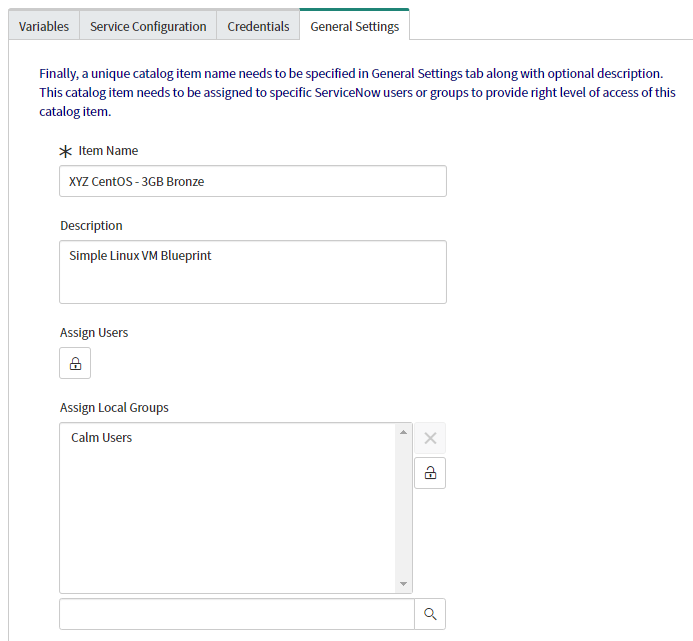 Variables Service Configuration Credentials General Settings
Finally, a unique catalog item name needs to be specified in General Settings tab along with optional description.
This catalog item needs to be assigned to specific ServiceNow users or groups to provide right level of access of this
catalog item.
Item Name
XYZ CentOS - 3GB Bronze
Description
Simple Linux VM Blueprint
Assign Users
Assign Local Groups
Calm Users